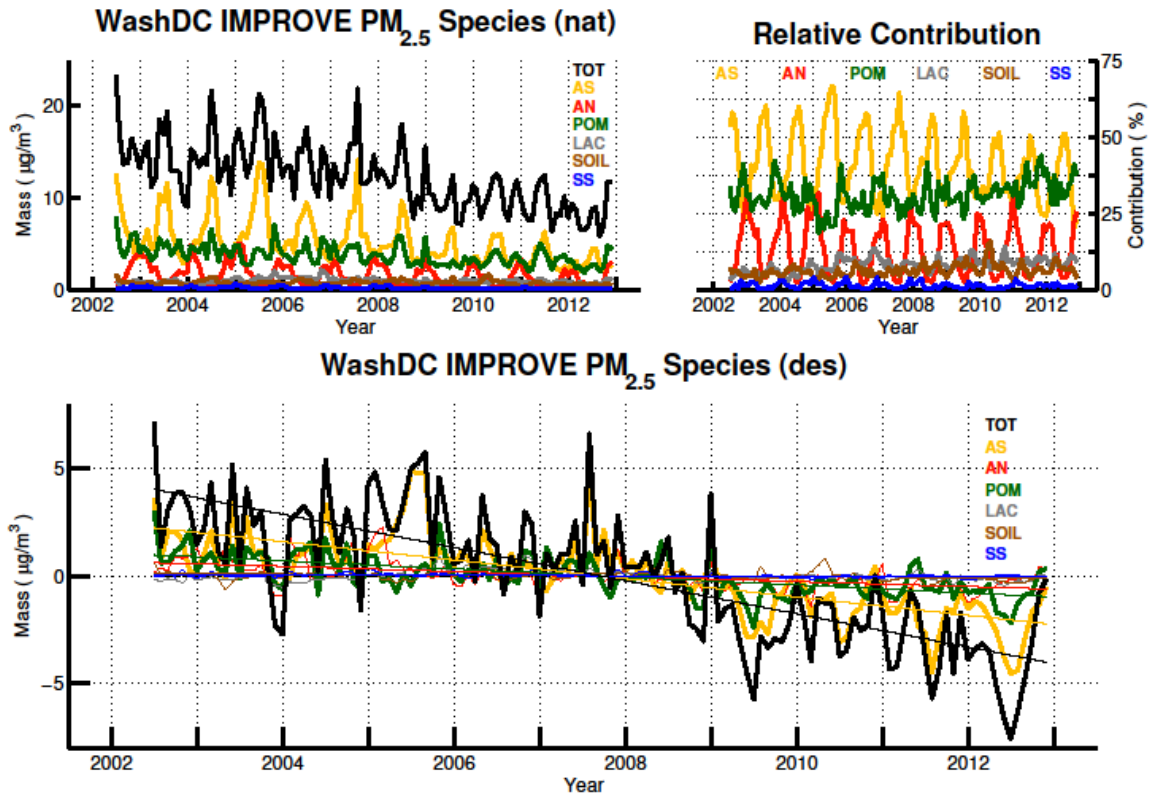 WashDC IMPROVE PM2.5 Species (nat)
Mass ( µg/m3 )
20
10
0
TOT
AS
AN
POM
LAC
SOIL
SS
2002 2004 2006 2008 2010 2012
Year
Relative Contribution
AS AN POM LAC SOIL SS
75
50
25
0
Contribution ( % )
2002 2004 2006 2008 2010 2012
Year
WashDC IMPROVE PM2.5 Species (des)
Mass ( µg/m3 )
5
0
−5
TOT
AS
AN
POM
LAC
SOIL
SS
2002 2004 2006 2008 2010 2012
Year